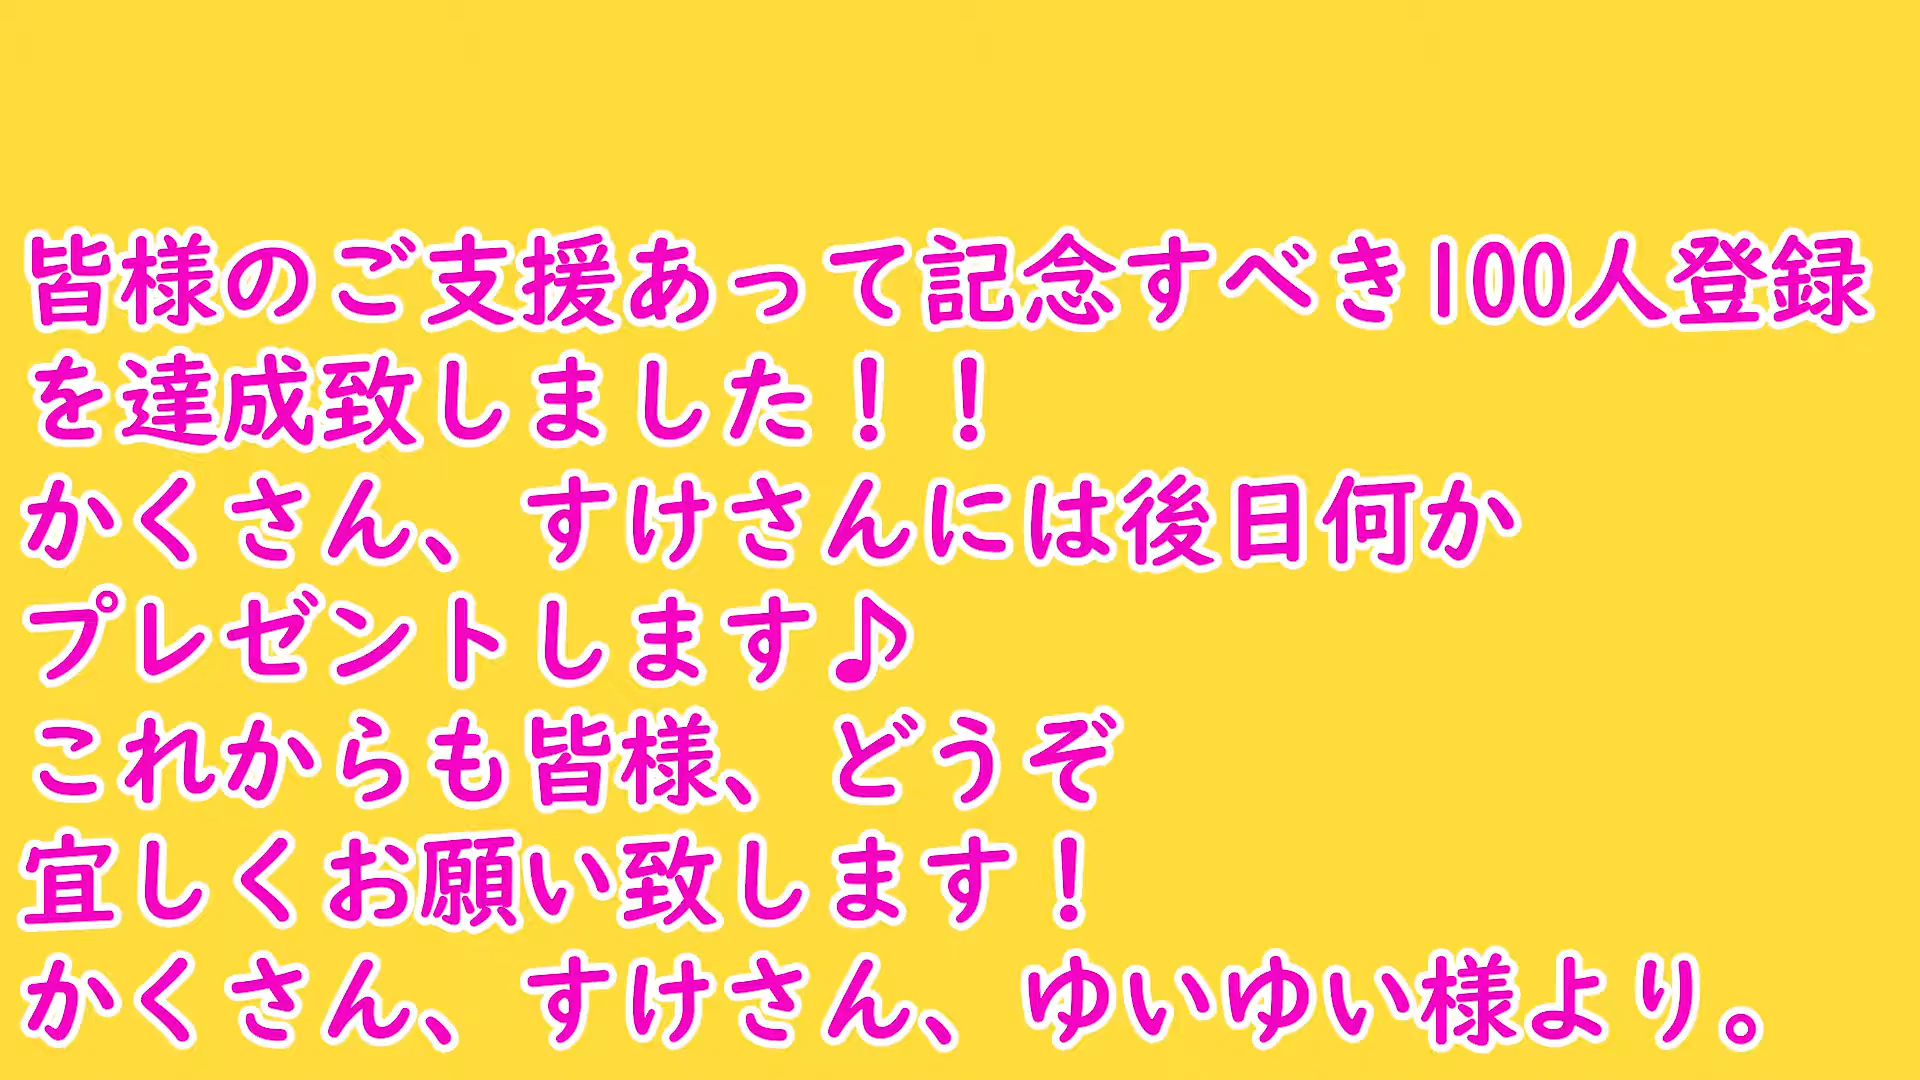 皆様のご支援あって記念すべき100人登録
を達成致しました！！
かくさん、すけさんには後日何か
プレゼントします♪
これからも皆様、どうぞ
宜しくお願い致します！
かくさん、すけさん、ゆいゆい様より。